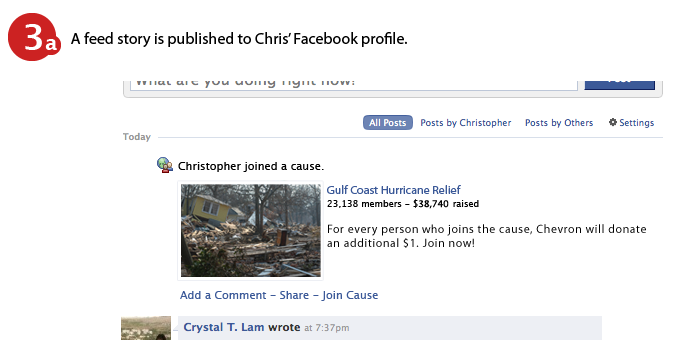 3a
A feed story is published to Chris' Facebook profile.
What are you doing right now?
Post
All Posts Posts by Christopher Posts by Others Settings
Today
Christopher joined a cause.
Gulf Coast Hurricane Relief
23,138 members – $38,740 raised
For every person who joins the cause, Chevron will donate
an additional $1. Join now!
Add a Comment – Share – Join Cause
Crystal T. Lam wrote at 7:37pm